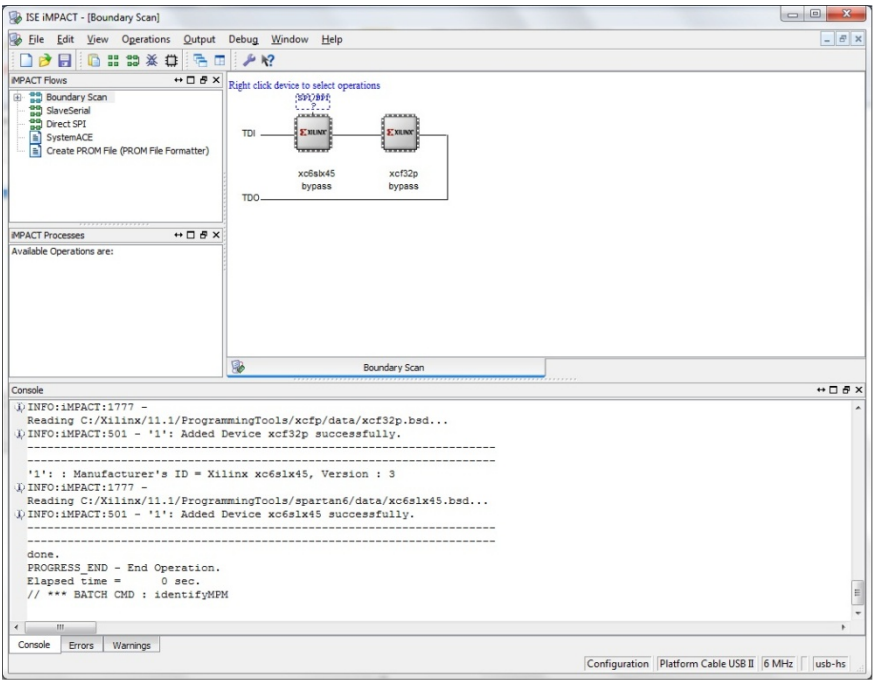 ISE iMPACT - [Boundary Scan]
File Edit View Operations Output Debug Window Help
iMPACT Flows
Boundary Scan
SlaveSerial
Direct SPI
SystemACE
Create PROM File (PROM File Formatter)
iMPACT Processes
Available Operations are:
Right click device to select operations
SPI/BPI
?
TDI
XILINX
XILINX
xc6slx45
xcf32p
bypass
bypass
TDO
Boundary Scan
Console
INFO:iMPACT:1777 -
Reading C:/Xilinx/11.1/ProgrammingTools/xcfp/data/xcf32p.bsd...
INFO:iMPACT:501 - '1': Added Device xcf32p successfully.
----------------------------------------------------------------------
----------------------------------------------------------------------
'1': : Manufacturer's ID = Xilinx xc6slx45, Version : 3
INFO:iMPACT:1777 -
Reading C:/Xilinx/11.1/ProgrammingTools/spartan6/data/xc6slx45.bsd...
INFO:iMPACT:501 - '1': Added Device xc6slx45 successfully.
----------------------------------------------------------------------
----------------------------------------------------------------------
done.
PROGRESS_END - End Operation.
Elapsed time =      0 sec.
// *** BATCH CMD : identifyMPM
Console Errors Warnings
Configuration Platform Cable USB II 6 MHz usb-hs